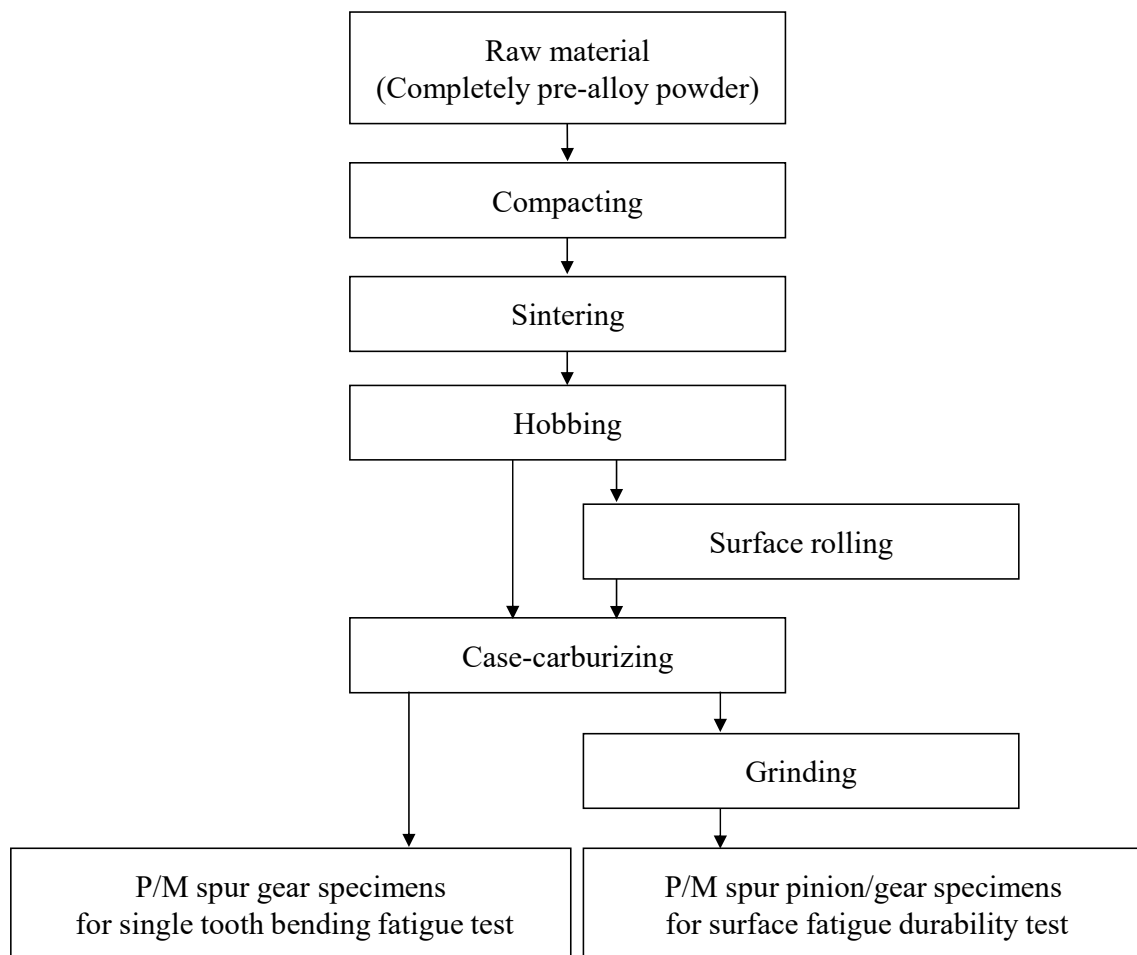 Raw material
(Completely pre-alloy powder)
Compacting
Sintering
Hobbing
Surface rolling
Case-carburizing
Grinding
P/M spur gear specimens
for single tooth bending fatigue test
P/M spur pinion/gear specimens
for surface fatigue durability test